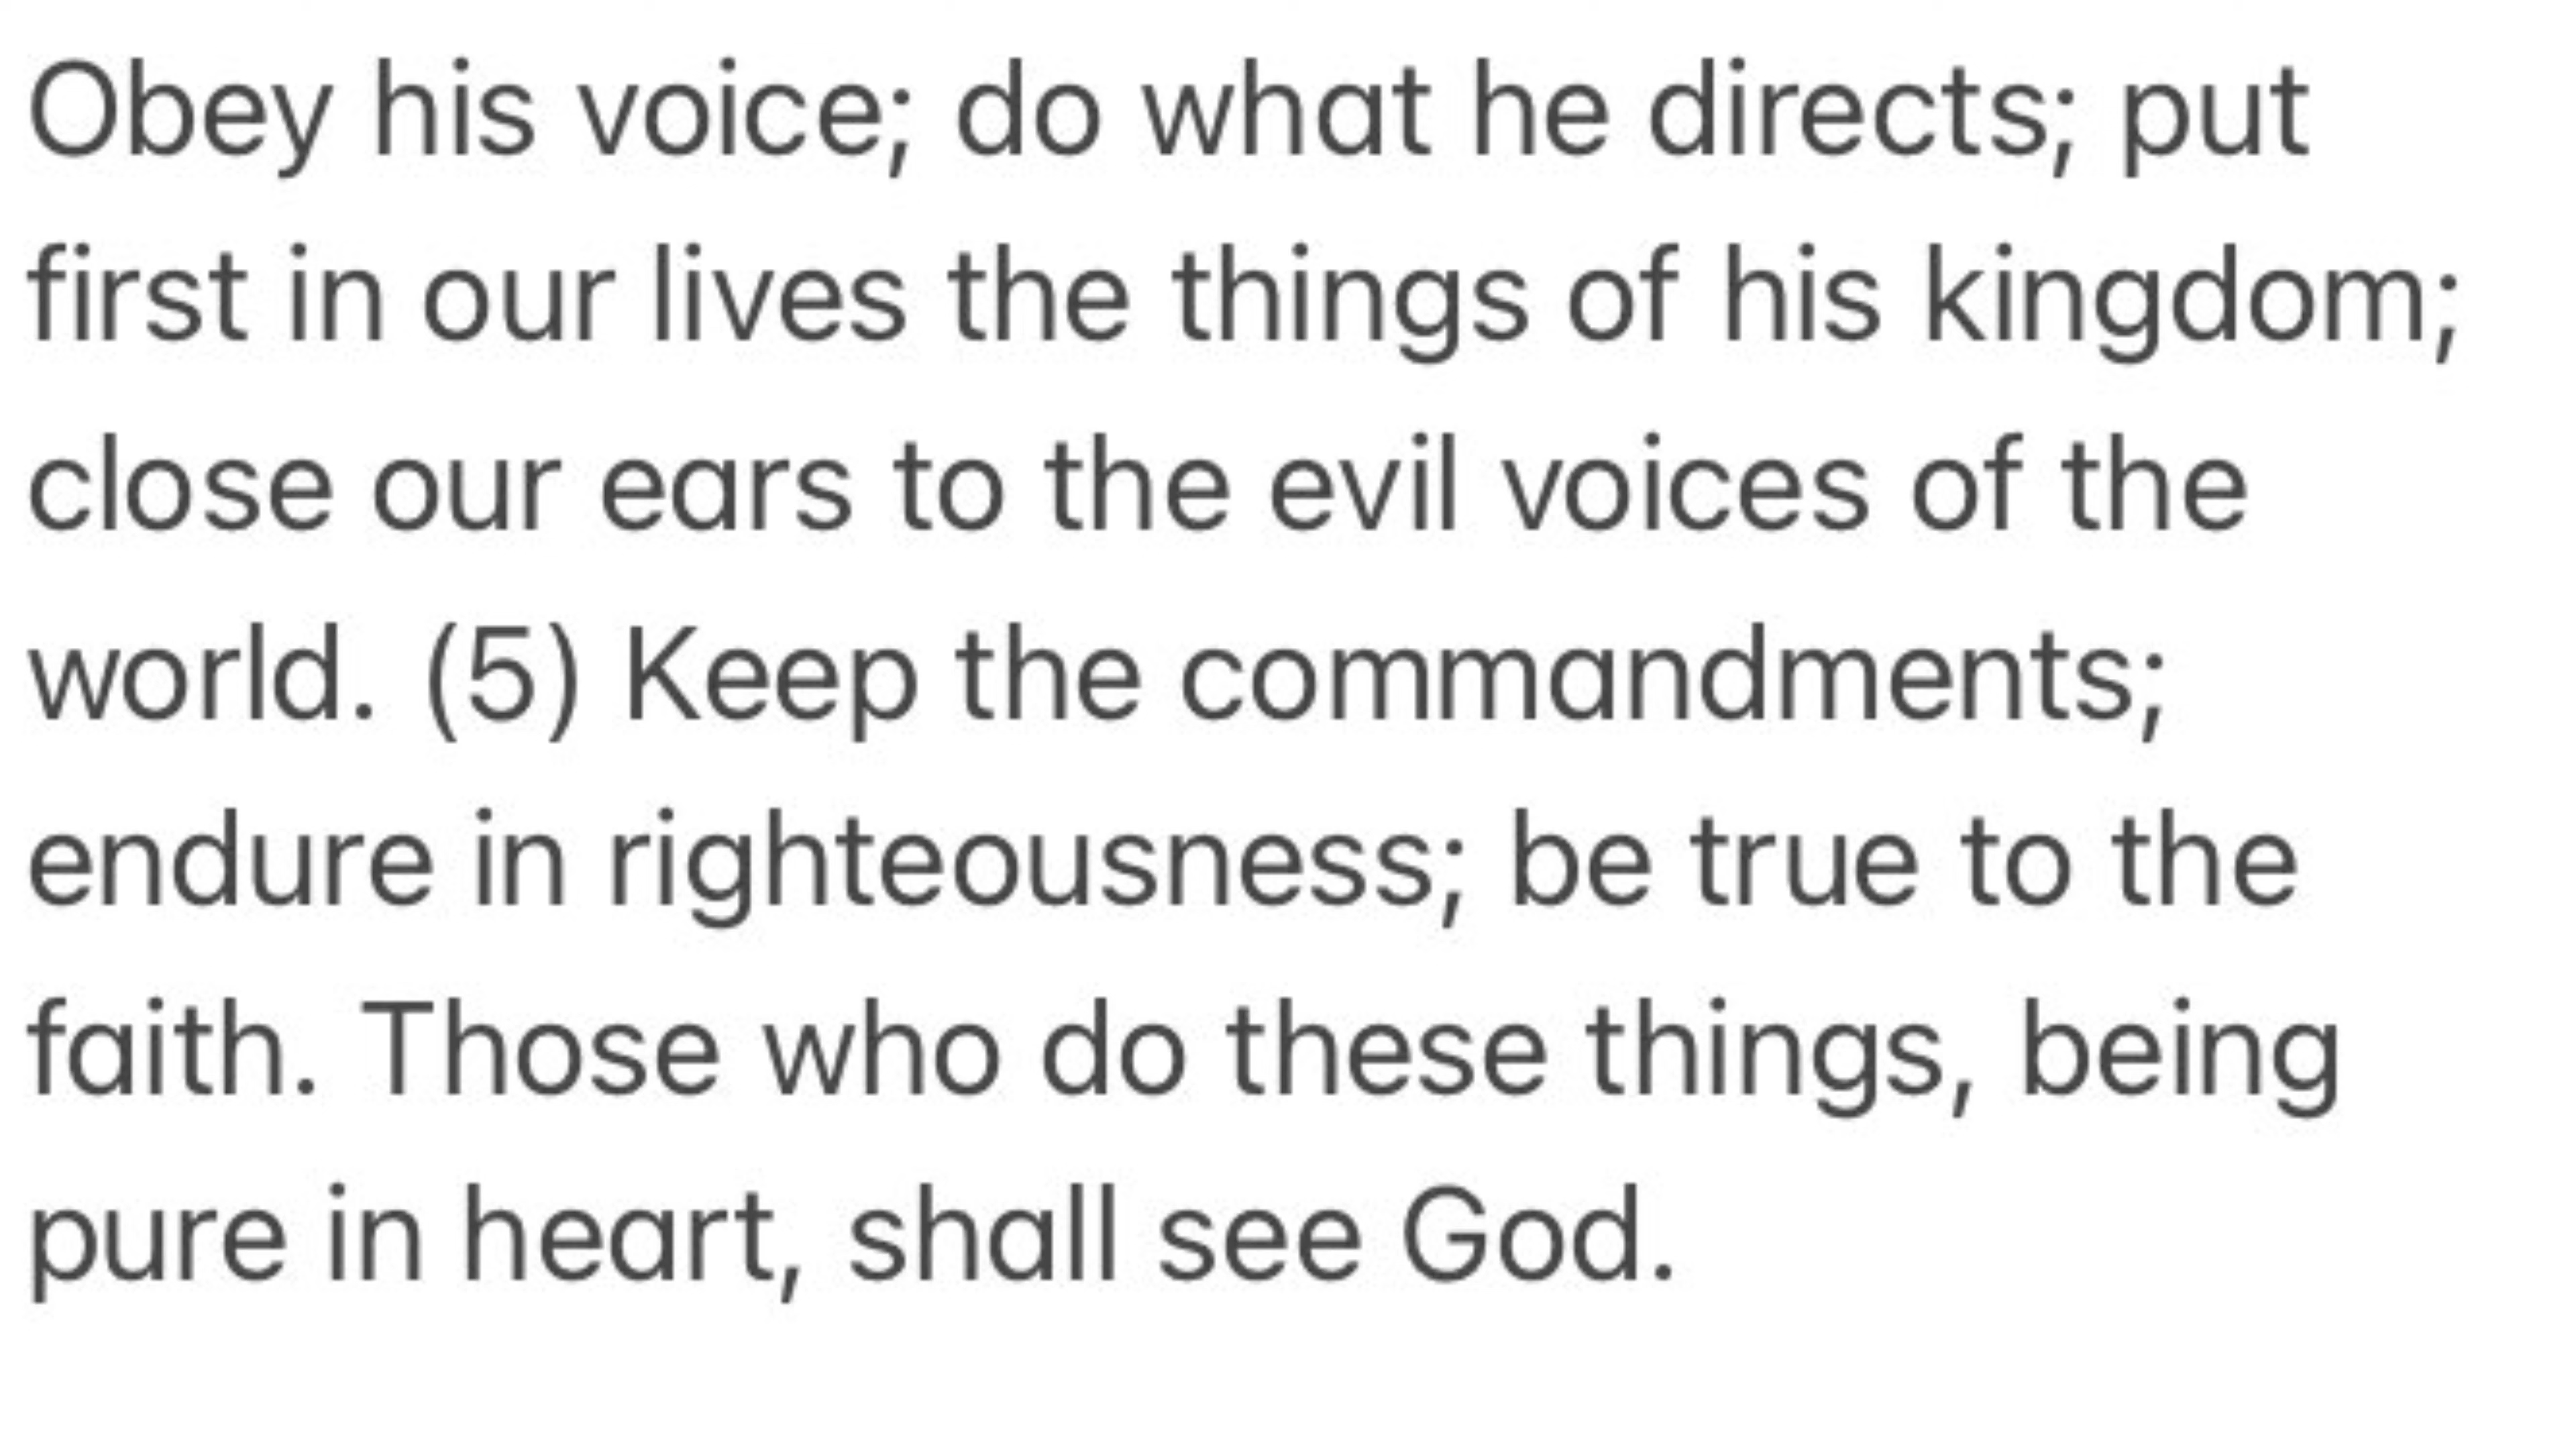 Obey his voice; do what he directs; put
first in our lives the things of his kingdom;
close our ears to the evil voices of the
world. (5) Keep the commandments;
endure in righteousness; be true to the
faith. Those who do these things, being
pure in heart, shall see God.